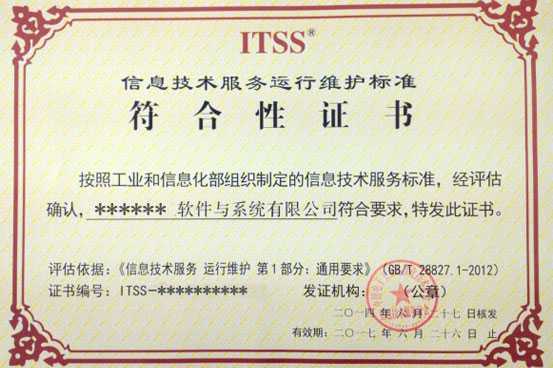 ITSS®
信息技术服务运行维护标准
符合性证书
按照工业和信息化部组织制定的信息技术服务标准，经评估
确认，****** 软件与系统有限公司符合要求，特发此证书。
评估依据：《信息技术服务 运行维护 第1部分：通用要求》（GB/T 28827.1-2012）
证书编号：ITSS-********** 发证机构： （公章）
二〇一四年 六月 二十七日核发
有效期：二〇一七年 六月 二十六日 止